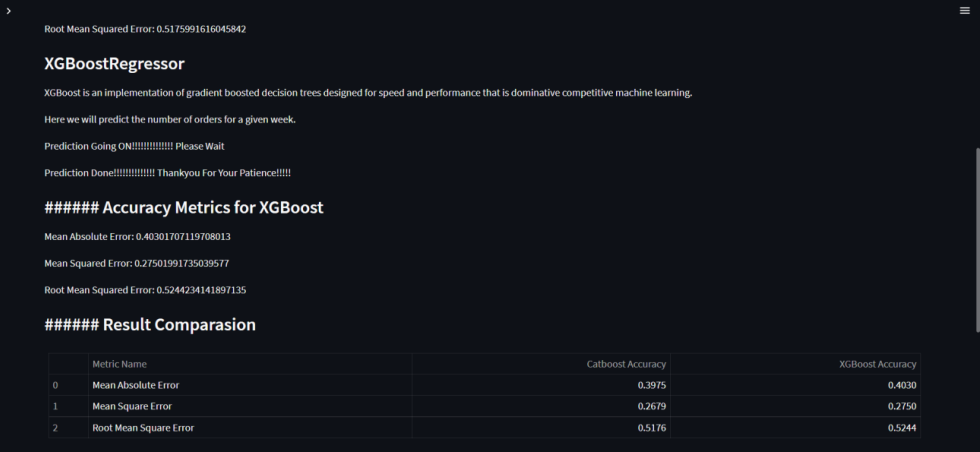 Root Mean Squared Error: 0.5175991616045842
XGBoostRegressor
XGBoost is an implementation of gradient boosted decision trees designed for speed and performance that is dominative competitive machine learning.
Here we will predict the number of orders for a given week.
Prediction Going ON!!!!!!!!!!!!!! Please Wait
Prediction Done!!!!!!!!!!!!!! Thankyou For Your Patience!!!!!
###### Accuracy Metrics for XGBoost
Mean Absolute Error: 0.40301707119708013
Mean Squared Error: 0.27501991735039577
Root Mean Squared Error: 0.5244234141897135
###### Result Comparasion
Metric Name Catboost Accuracy XGBoost Accuracy
0 Mean Absolute Error 0.3975 0.4030
1 Mean Square Error 0.2679 0.2750
2 Root Mean Square Error 0.5176 0.5244